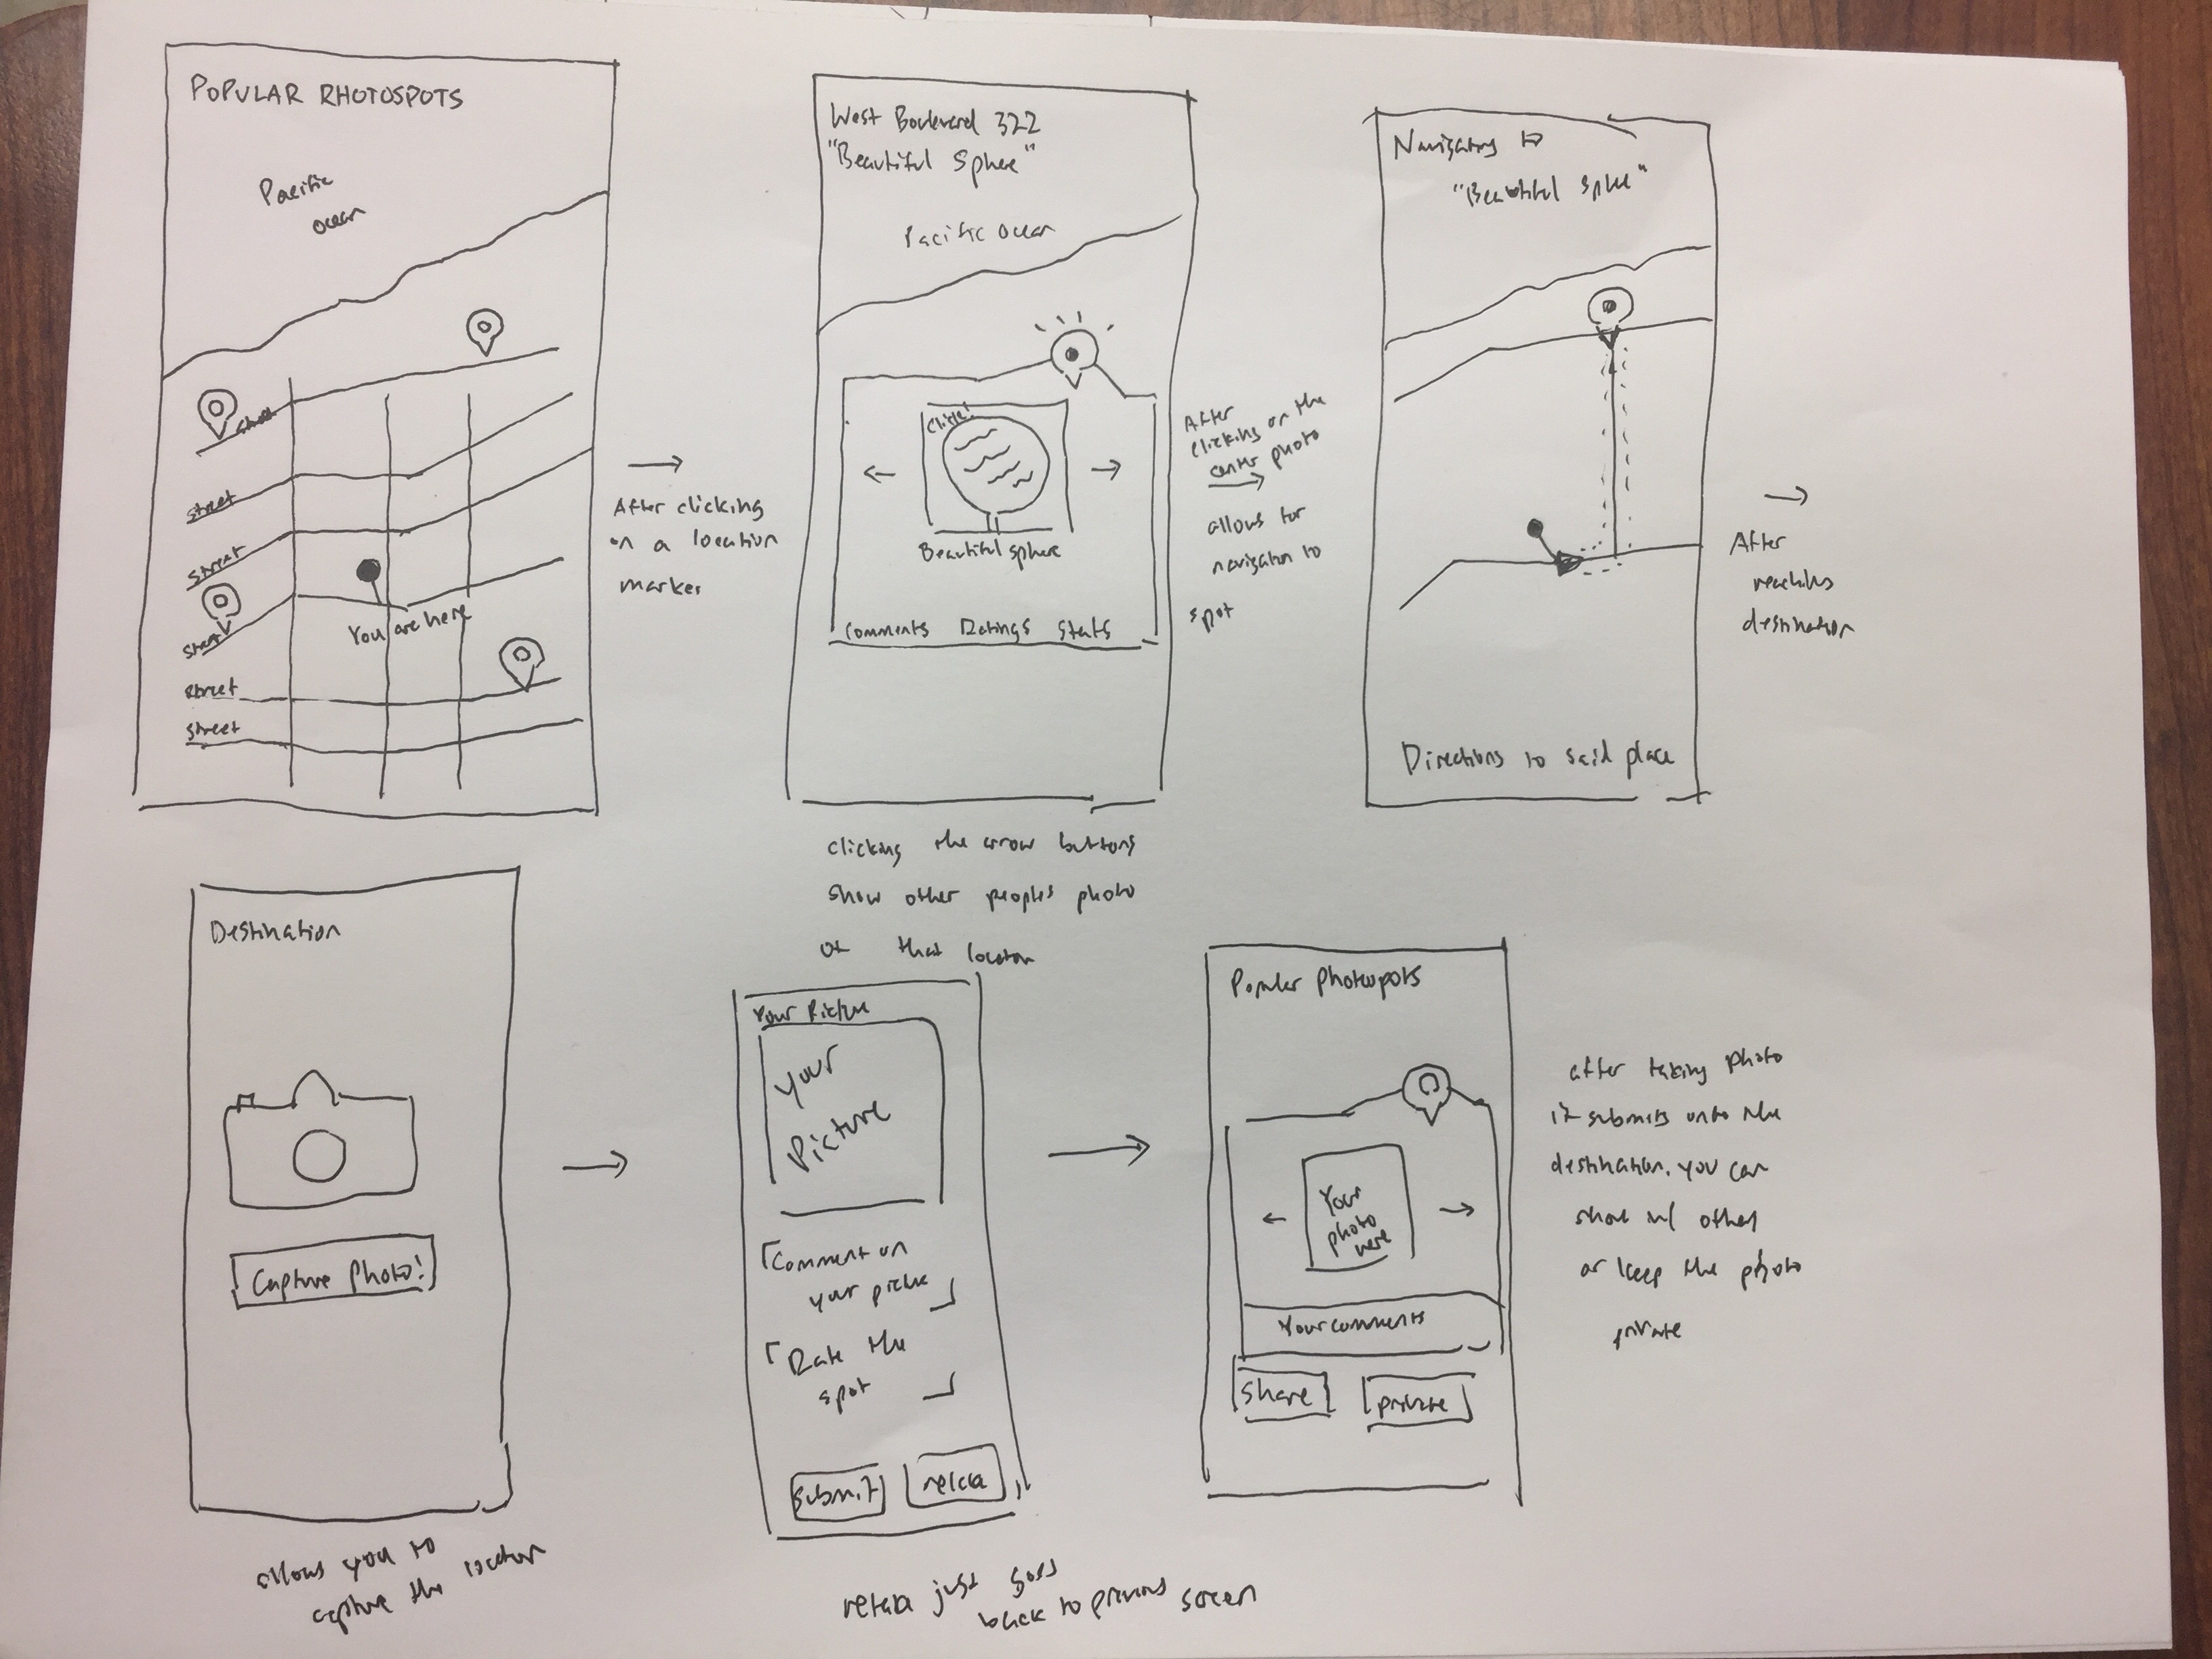 POPULAR PHOTOSPOTS
Pacific
ocean
street
street
street
You are here
street
street
street
→
After clicking
on a location
marker
West Boulevard 322
"Beautiful Sphere"
Pacific ocean
Click!
← →
Beautiful sphere
Comments Ratings Stats
clicking the arrow buttons
show other peoples photo
at that location
After
clicking on the
center photo
→
allows for
navigation to
spot
Navigating to
"Beautiful Sphere"
Directions to said place
→
After
reaching
destination
Destination
Capture Photo!
allows you to
capture the location
→
Your Picture
Your
Picture
Comment on
your picture
Rate the
spot
submit
retake just goes
back to previous screen
→
Popular Photospots
← →
Your
photo
here
Your comments
share private
after taking photo
it submits onto the
destination. you can
share w/ other
or keep the photo
private